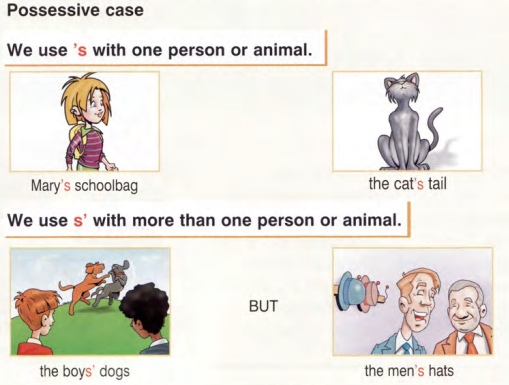 Possessive case
We use 's with one person or animal.
Mary's schoolbag
the cat's tail
We use s' with more than one person or animal.
the boys' dogs
BUT
the men's hats